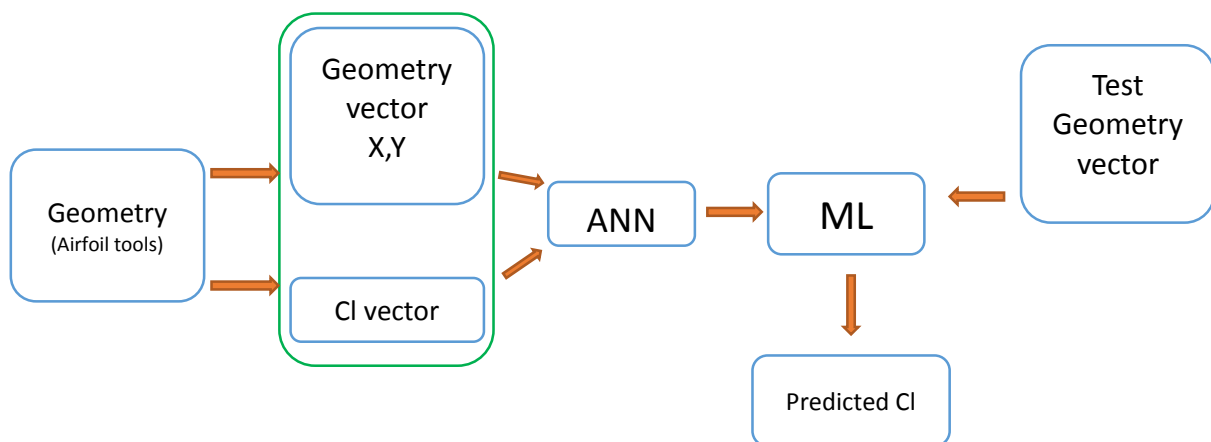 Geometry
(Airfoil tools)
Geometry
vector
X,Y
Cl vector
ANN
ML
Test
Geometry
vector
Predicted Cl